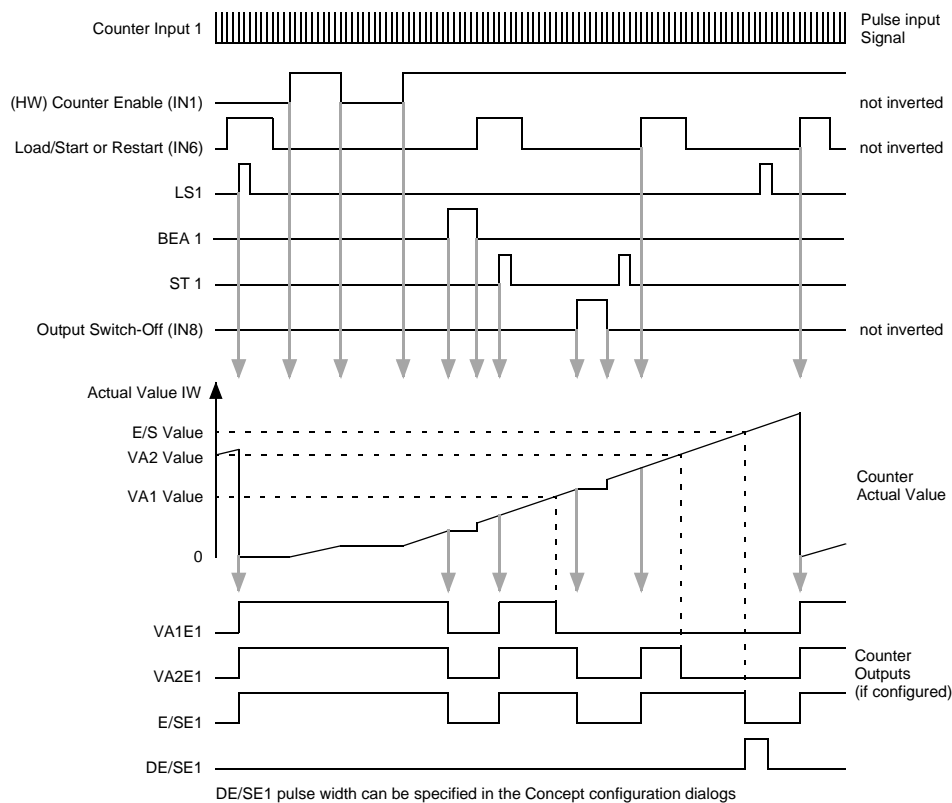 Counter Input 1
Pulse input
Signal
(HW) Counter Enable (IN1)
not inverted
Load/Start or Restart (IN6)
not inverted
LS1
BEA 1
ST 1
Output Switch-Off (IN8)
not inverted
Actual Value IW
E/S Value
VA2 Value
VA1 Value
Counter
Actual Value
0
VA1E1
VA2E1
Counter
Outputs
(if configured)
E/SE1
DE/SE1
DE/SE1 pulse width can be specified in the Concept configuration dialogs